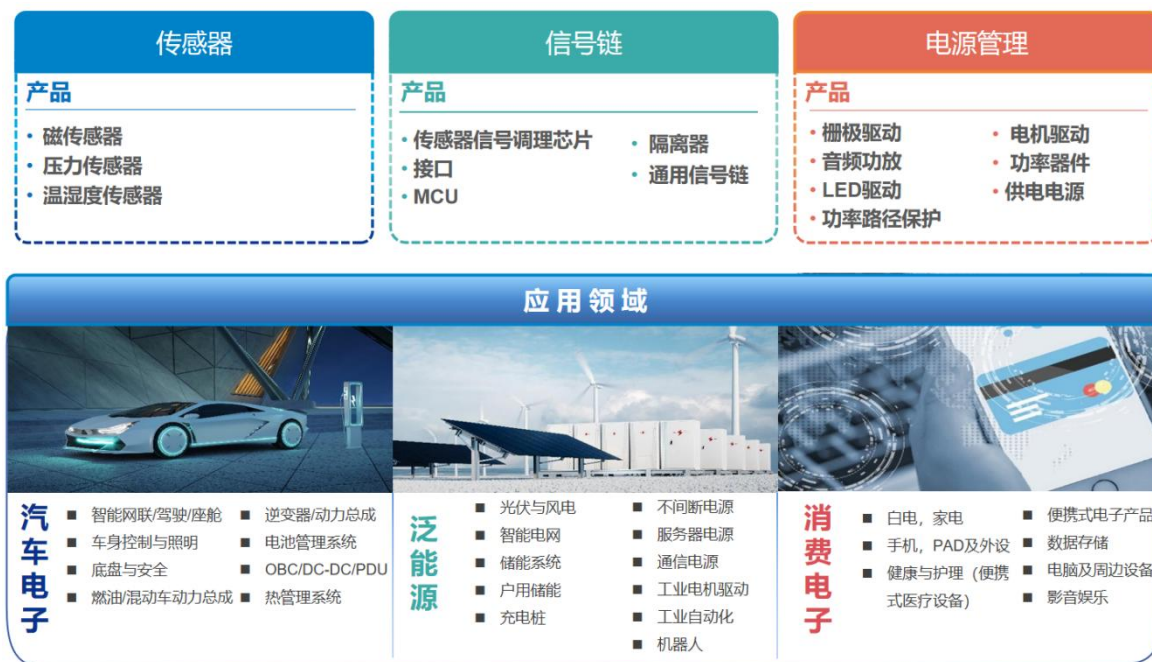 传感器
产品
• 磁传感器
• 压力传感器
• 温湿度传感器
信号链
产品
• 传感器信号调理芯片
• 接口
• MCU
• 隔离器
• 通用信号链
电源管理
产品
• 栅极驱动
• 音频功放
• LED驱动
• 功率路径保护
• 电机驱动
• 功率器件
• 供电电源
应用领域
汽车电子
■ 智能网联/驾驶/座舱
■ 车身控制与照明
■ 底盘与安全
■ 燃油/混动车动力总成
■ 逆变器/动力总成
■ 电池管理系统
■ OBC/DC-DC/PDU
■ 热管理系统
泛能源
■ 光伏与风电
■ 智能电网
■ 储能系统
■ 户用储能
■ 充电桩
■ 不间断电源
■ 服务器电源
■ 通信电源
■ 工业电机驱动
■ 工业自动化
■ 机器人
消费电子
■ 白电，家电
■ 手机，PAD及外设
■ 健康与护理（便携
式医疗设备）
■ 便携式电子产品
■ 数据存储
■ 电脑及周边设备
■ 影音娱乐